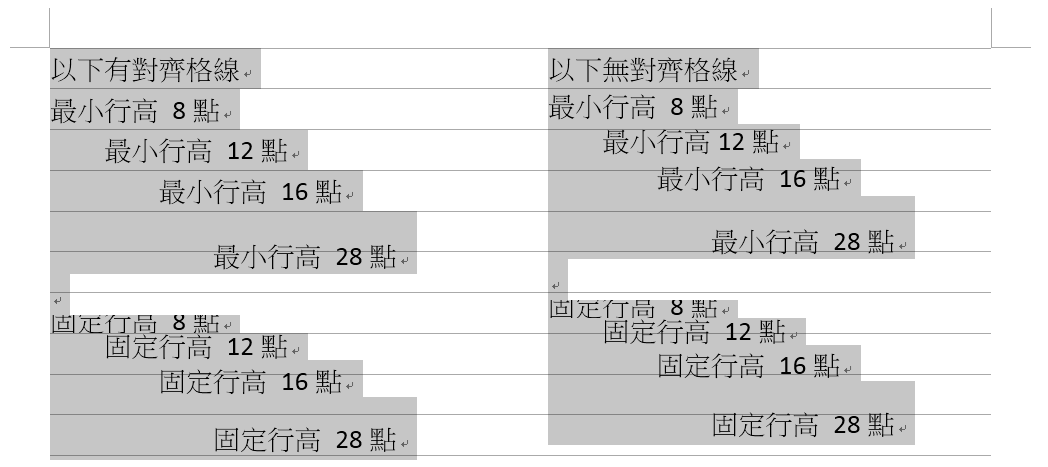 以下有對齊格線
最小行高 8 點
最小行高 12 點
最小行高 16 點
最小行高 28 點
固定行高 8 點
固定行高 12 點
固定行高 16 點
固定行高 28 點
以下無對齊格線
最小行高 8 點
最小行高 12 點
最小行高 16 點
最小行高 28 點
固定行高 8 點
固定行高 12 點
固定行高 16 點
固定行高 28 點